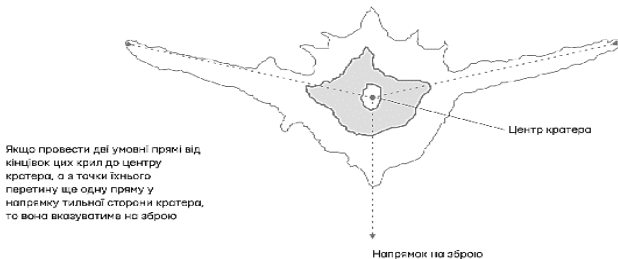 Центр кратера
Якщо провести дві умовні прямі від
кінцівок цих крил до центру
кратера, а з точки їхнього
перетину ще одну пряму у
напрямку тильної сторони кратера,
то вона вказуватиме на зброю
Напрямок на зброю